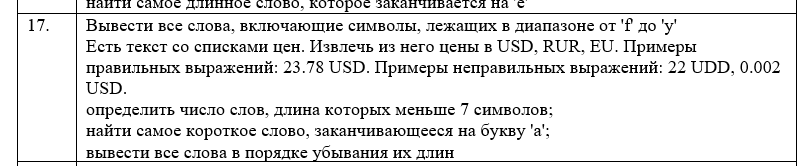 найти самое длинное слово, которое заканчивается на 'е'
17.
Вывести все слова, включающие символы, лежащих в диапазоне от 'f' до 'y'
Есть текст со списками цен. Извлечь из него цены в USD, RUR, EU. Примеры
правильных выражений: 23.78 USD. Примеры неправильных выражений: 22 UDD, 0.002
USD.
определить число слов, длина которых меньше 7 символов;
найти самое короткое слово, заканчивающееся на букву 'a';
вывести все слова в порядке убывания их длин